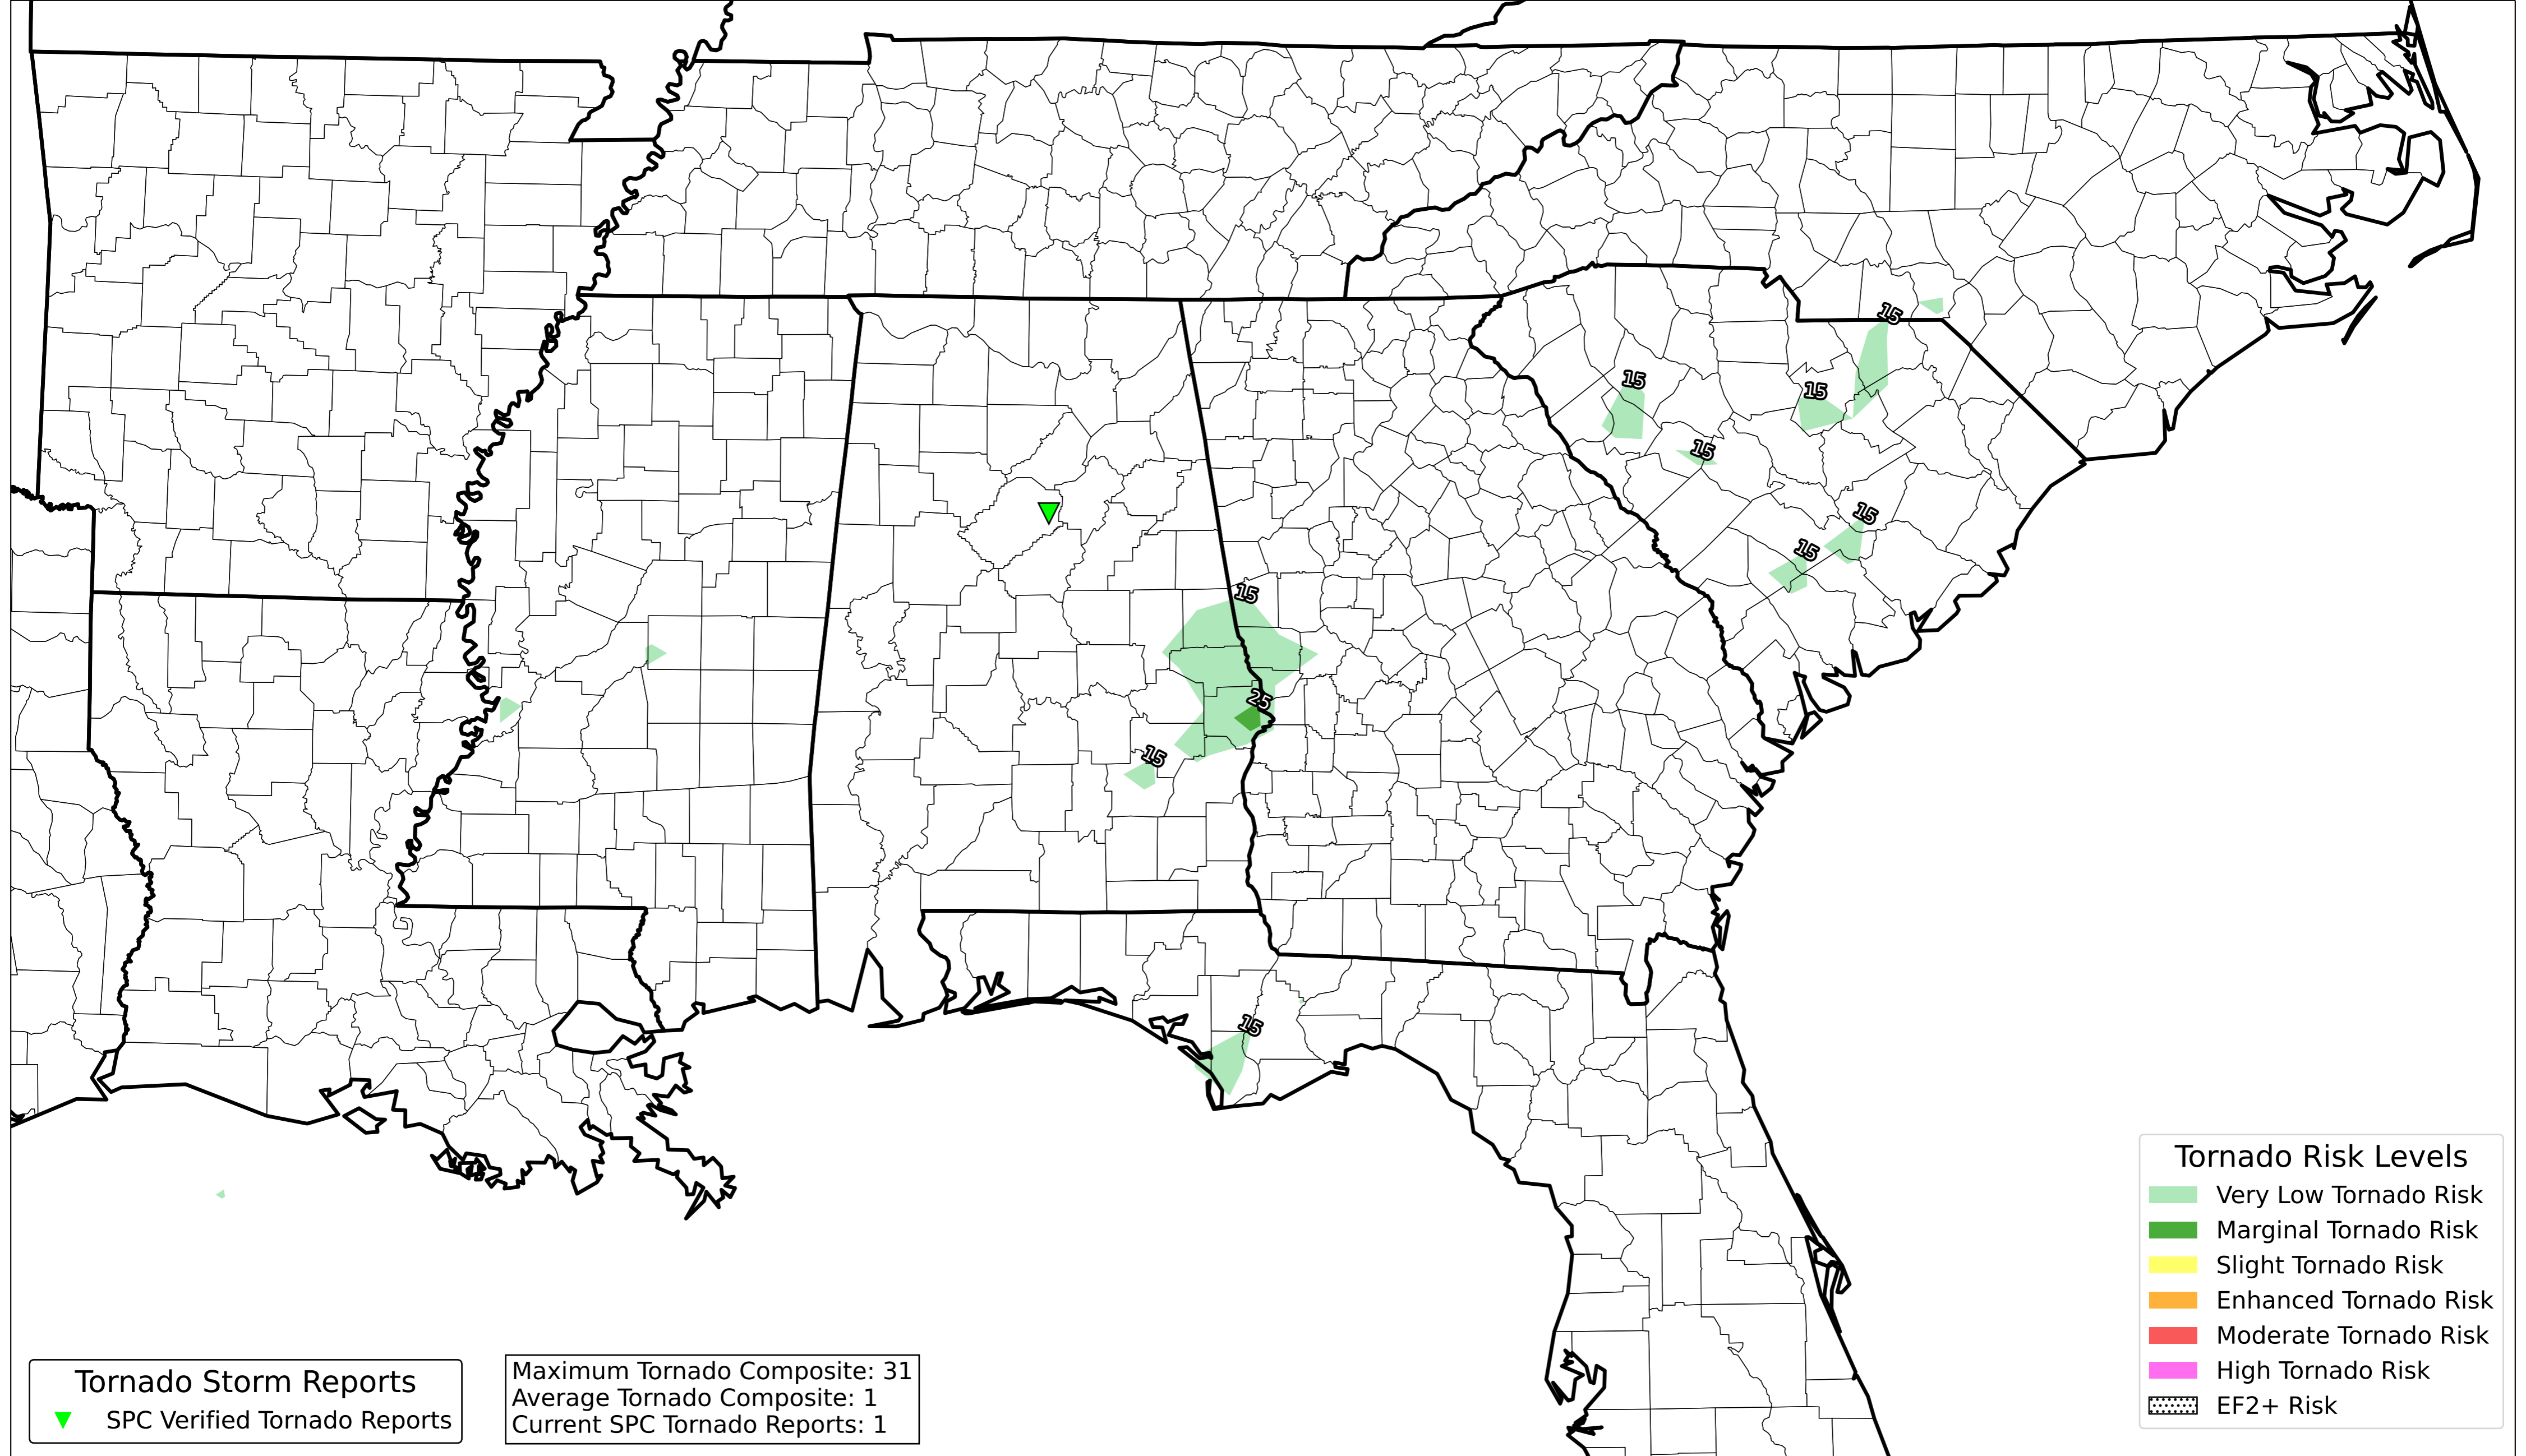 15
15
15
15
15
15
15
25
15
15
Tornado Risk Levels
Very Low Tornado Risk
Marginal Tornado Risk
Slight Tornado Risk
Enhanced Tornado Risk
Moderate Tornado Risk
High Tornado Risk
EF2+ Risk
Tornado Storm Reports
SPC Verified Tornado Reports
Maximum Tornado Composite: 31
Average Tornado Composite: 1
Current SPC Tornado Reports: 1